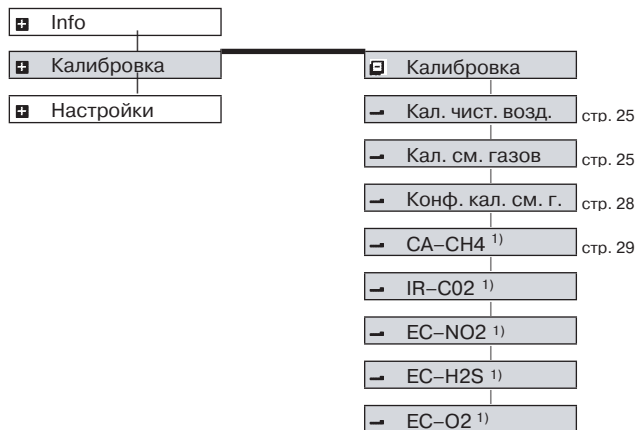 Info
Калибровка
Настройки
Калибровка
Кал. чист. возд. стр. 25
Кал. см. газов стр. 25
Конф. кал. см. г. стр. 28
CA–CH4 1) стр. 29
IR–C02 1)
EC–NO2 1)
EC–H2S 1)
EC–O2 1)